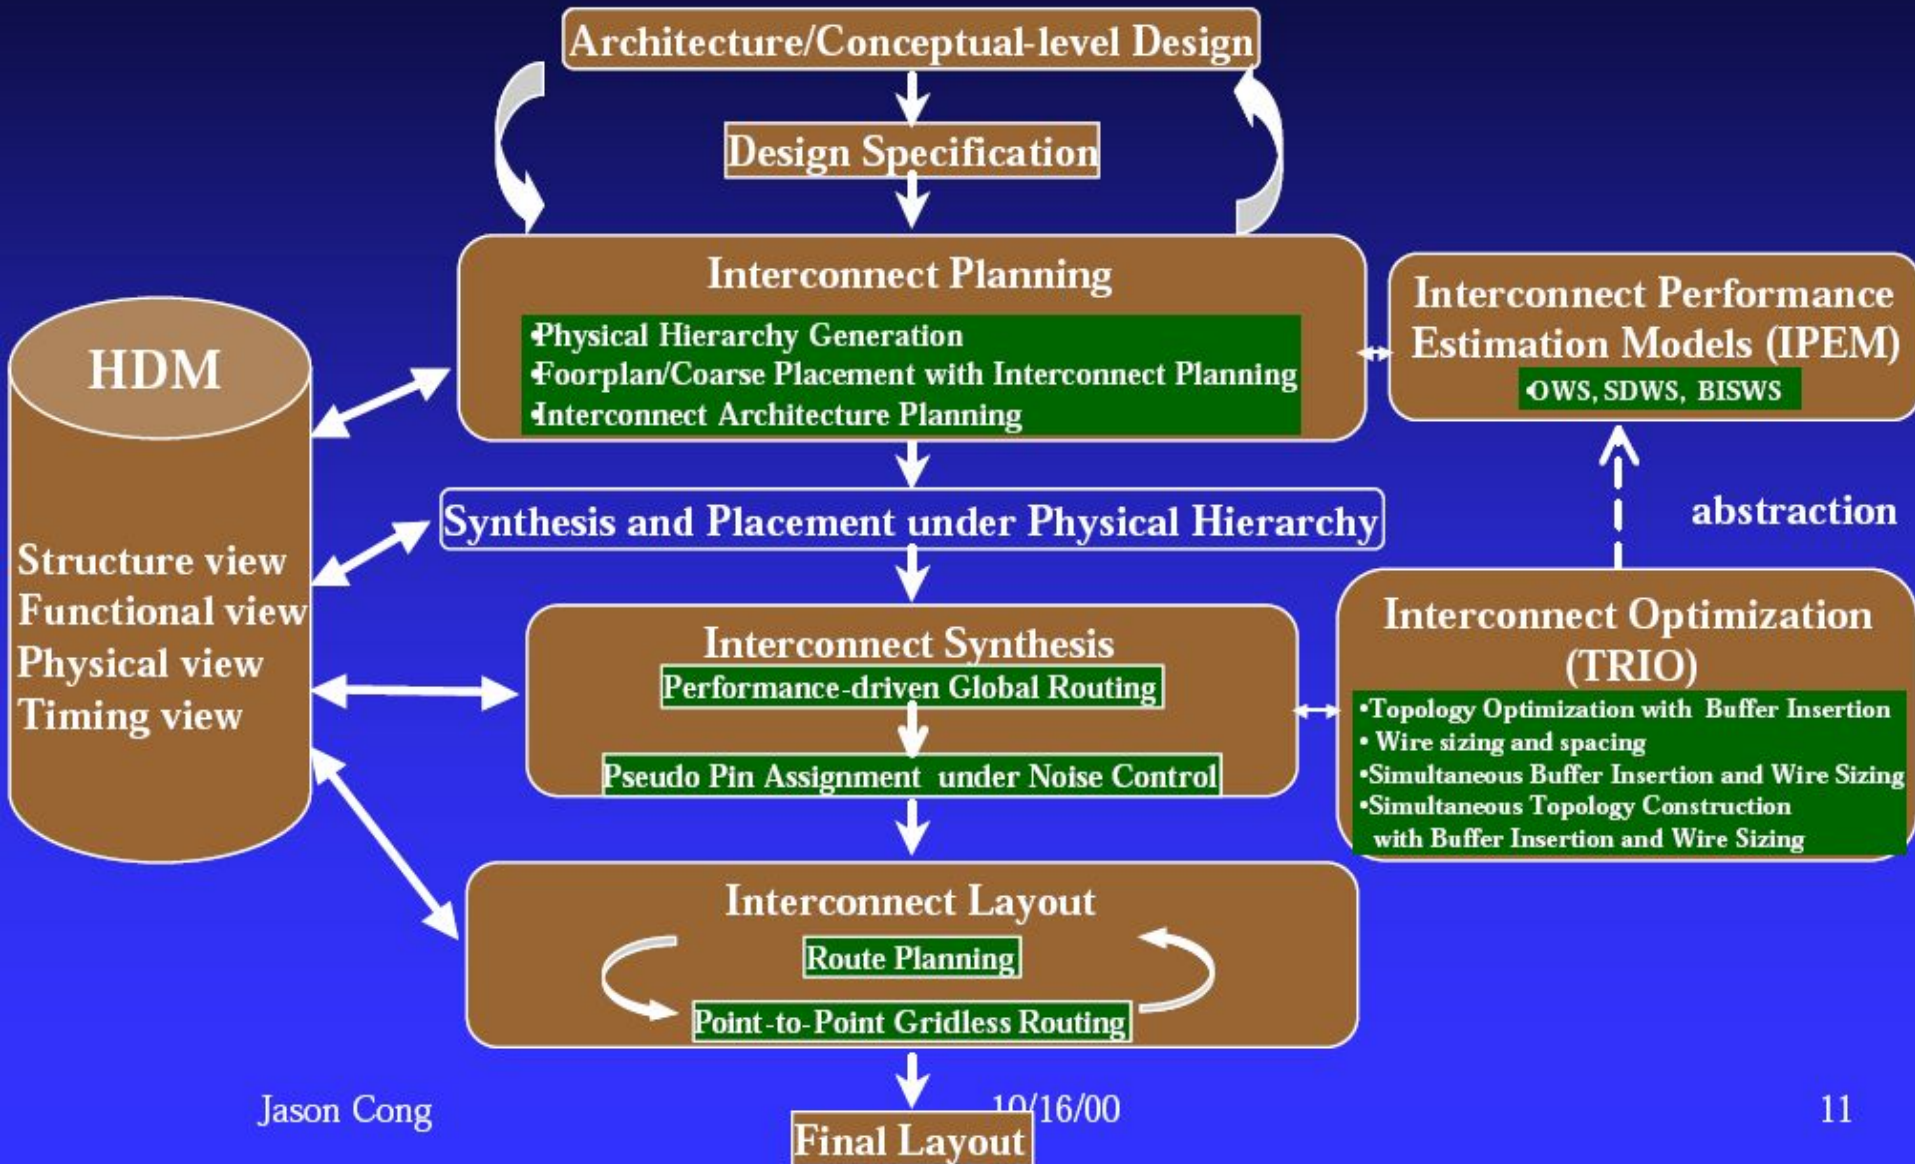 Architecture/Conceptual-level Design
Design Specification
Interconnect Planning
•Physical Hierarchy Generation
•Foorplan/Coarse Placement with Interconnect Planning
•Interconnect Architecture Planning
Interconnect Performance
Estimation Models (IPEM)
•OWS, SDWS, BISWS
HDM
Structure view
Functional view
Physical view
Timing view
Synthesis and Placement under Physical Hierarchy
abstraction
Interconnect Synthesis
Performance-driven Global Routing
Pseudo Pin Assignment under Noise Control
Interconnect Optimization
(TRIO)
•Topology Optimization with Buffer Insertion
• Wire sizing and spacing
•Simultaneous Buffer Insertion and Wire Sizing
•Simultaneous Topology Construction
with Buffer Insertion and Wire Sizing
Interconnect Layout
Route Planning
Point-to-Point Gridless Routing
Jason Cong
10/16/00
11
Final Layout